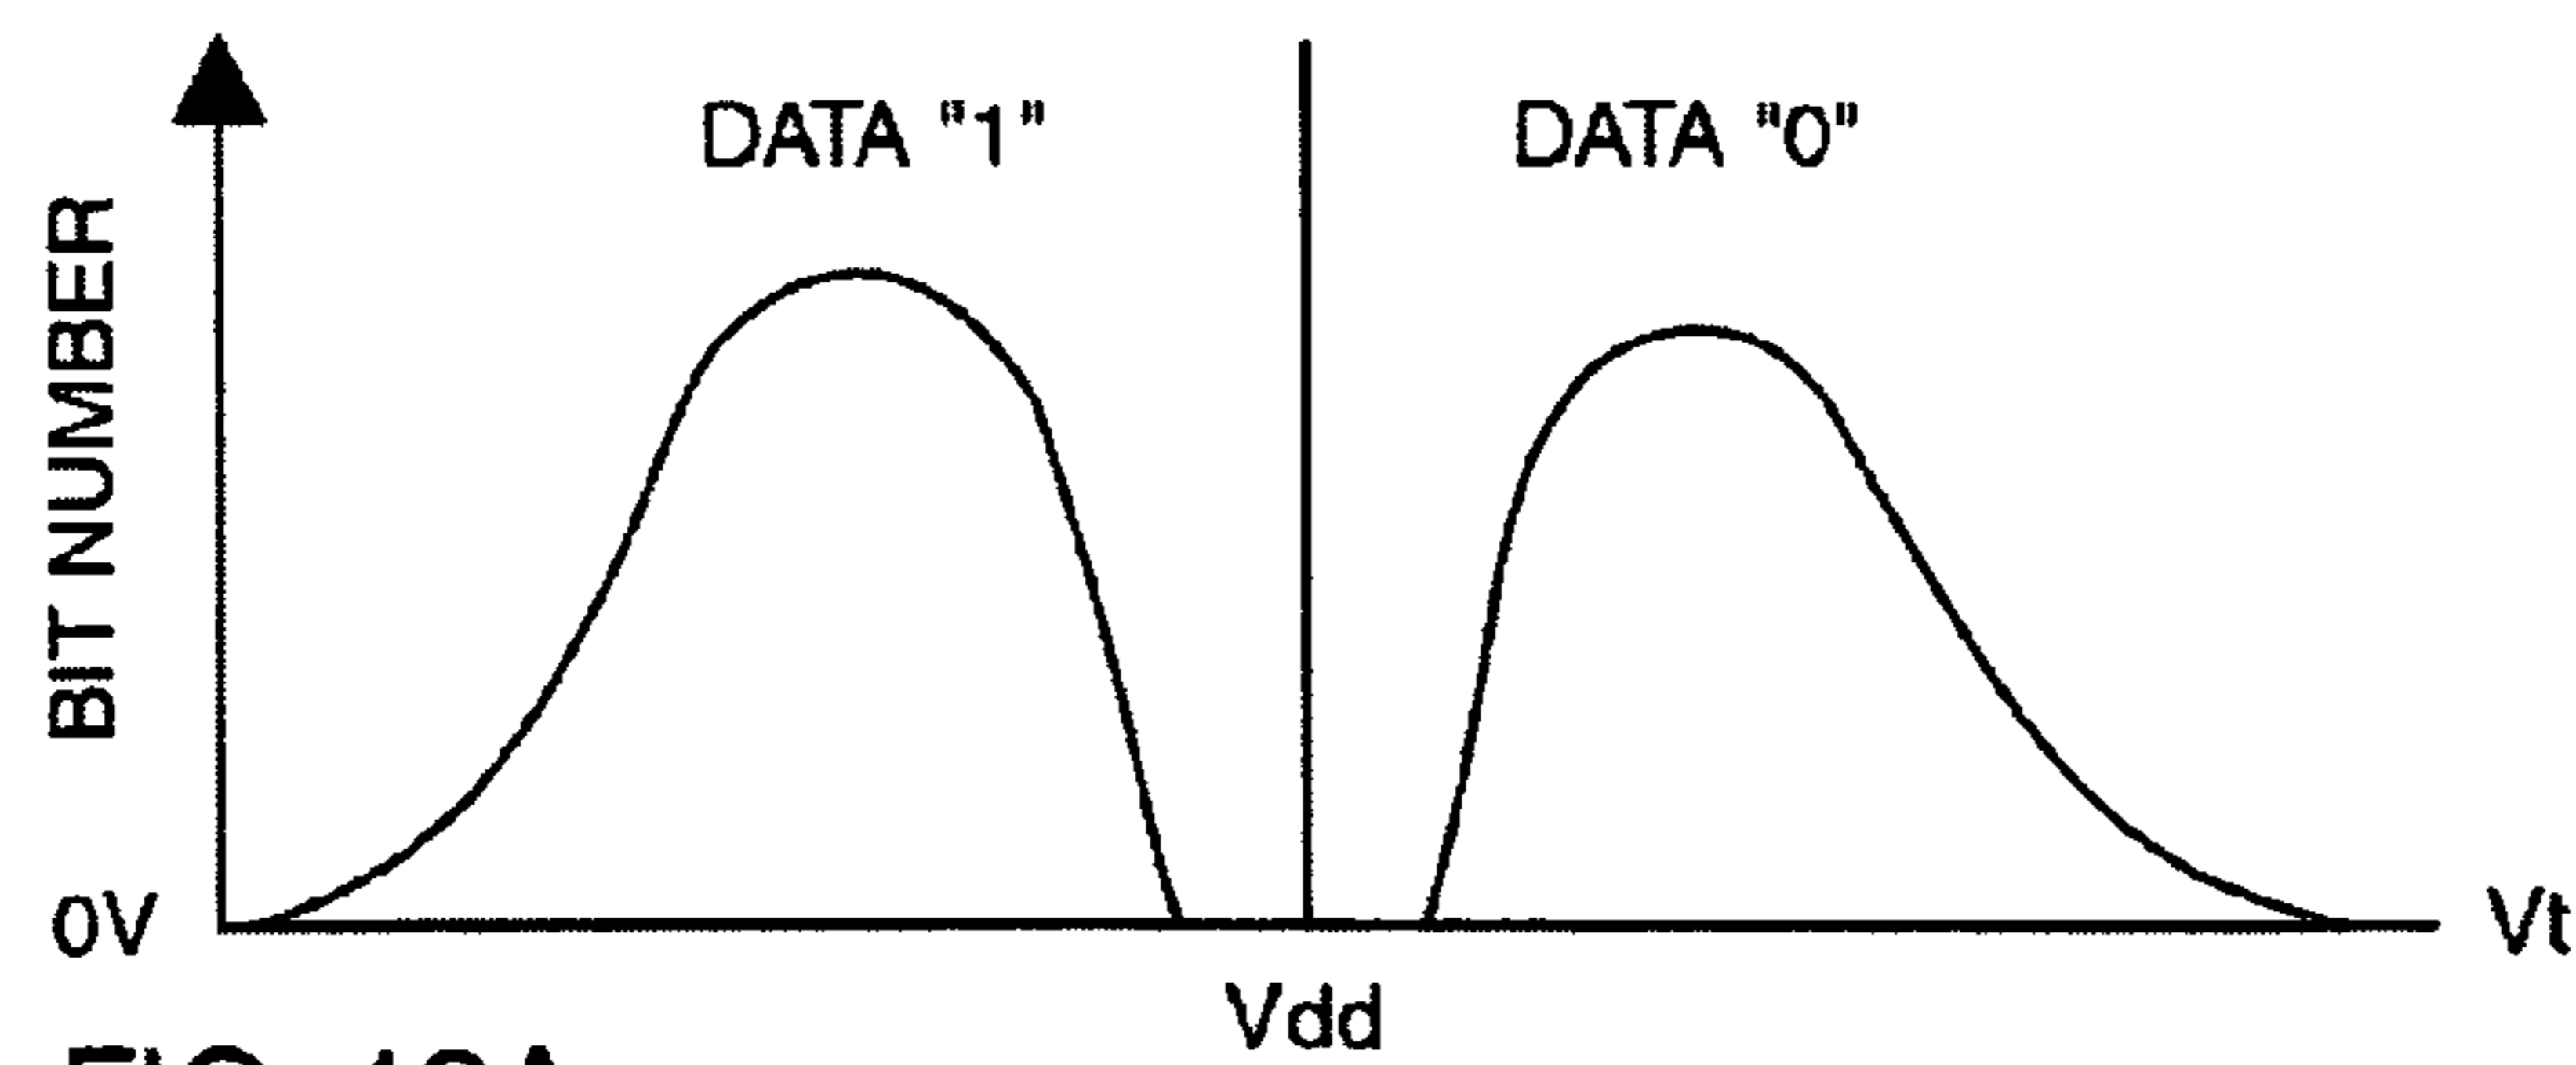 DATA "1"
DATA "0"
BIT NUMBER
0V
Vt
Vdd